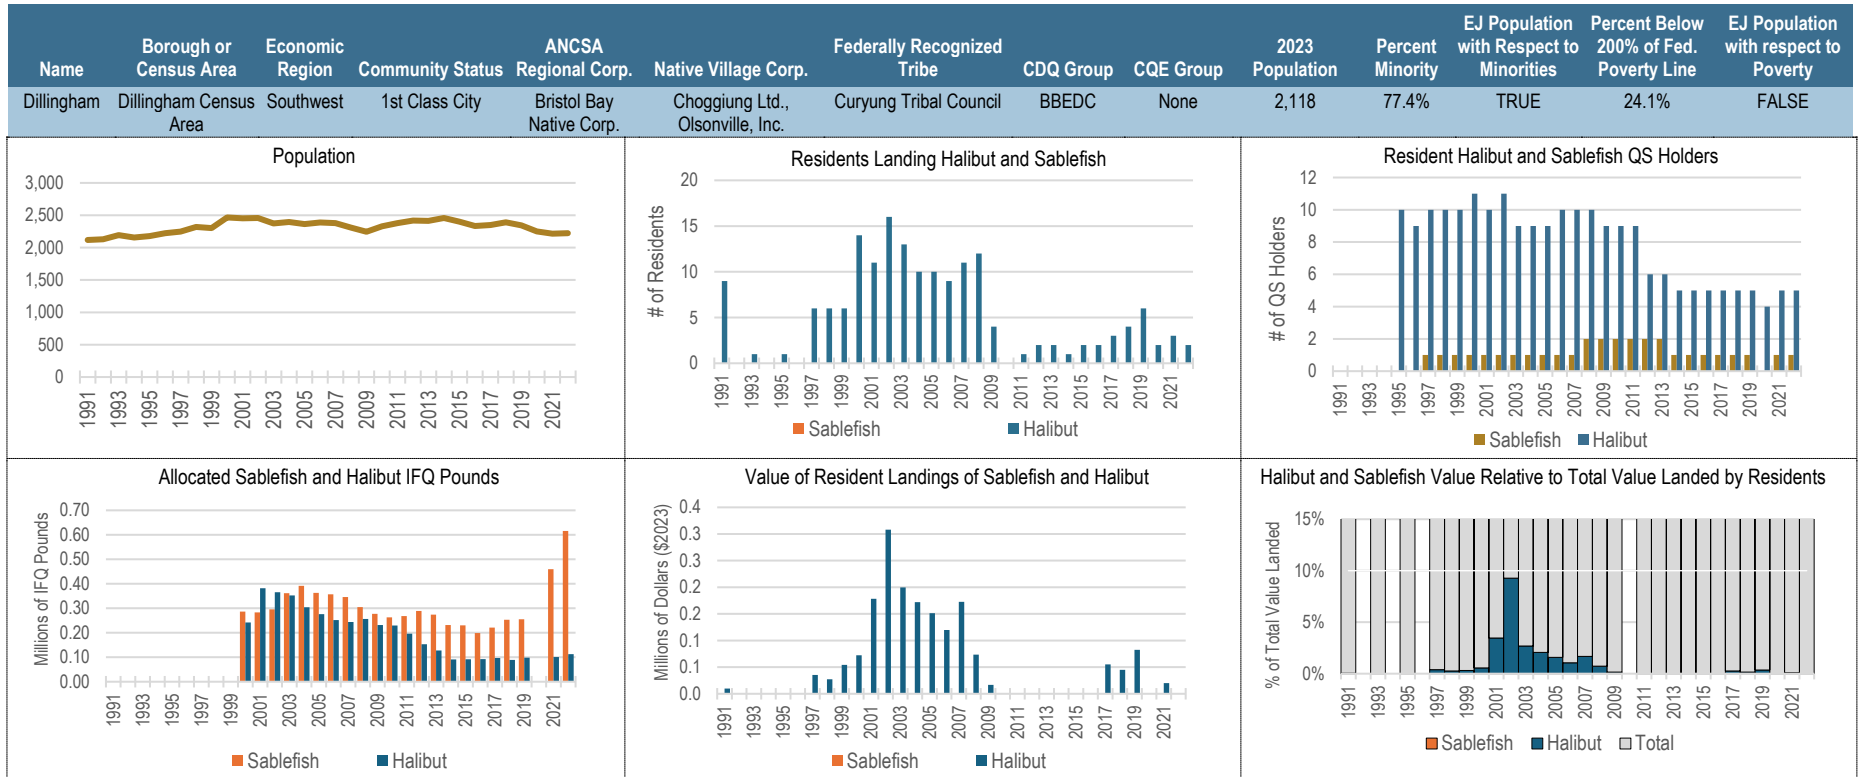 Name
Borough or
Census Area
Economic
Region
Community Status
ANCSA
Regional Corp.
Native Village Corp.
Federally Recognized
Tribe
CDQ Group
CQE Group
2023
Population
Percent
Minority
EJ Population
with Respect to
Minorities
Percent Below
200% of Fed.
Poverty Line
EJ Population
with respect to
Poverty
Dillingham
Dillingham Census
Area
Southwest
1st Class City
Bristol Bay
Native Corp.
Choggiung Ltd.,
Olsonville, Inc.
Curyung Tribal Council
BBEDC
None
2,118
77.4%
TRUE
24.1%
FALSE
Population
3,000
2,500
2,000
1,500
1,000
500
0
1991 1993 1995 1997 1999 2001 2003 2005 2007 2009 2011 2013 2015 2017 2019 2021
Residents Landing Halibut and Sablefish
# of Residents
20
15
10
5
0
1991 1993 1995 1997 1999 2001 2003 2005 2007 2009 2011 2013 2015 2017 2019 2021
Sablefish Halibut
Resident Halibut and Sablefish QS Holders
# of QS Holders
12
10
8
6
4
2
0
1991 1993 1995 1997 1999 2001 2003 2005 2007 2009 2011 2013 2015 2017 2019 2021
Sablefish Halibut
Allocated Sablefish and Halibut IFQ Pounds
Millions of IFQ Pounds
0.70
0.60
0.50
0.40
0.30
0.20
0.10
0.00
1991 1993 1995 1997 1999 2001 2003 2005 2007 2009 2011 2013 2015 2017 2019 2021
Sablefish Halibut
Value of Resident Landings of Sablefish and Halibut
Millions of Dollars ($2023)
0.4
0.3
0.3
0.2
0.2
0.1
0.1
0.0
1991 1993 1995 1997 1999 2001 2003 2005 2007 2009 2011 2013 2015 2017 2019 2021
Sablefish Halibut
Halibut and Sablefish Value Relative to Total Value Landed by Residents
% of Total Value Landed
15%
10%
5%
0%
1991 1993 1995 1997 1999 2001 2003 2005 2007 2009 2011 2013 2015 2017 2019 2021
Sablefish Halibut Total